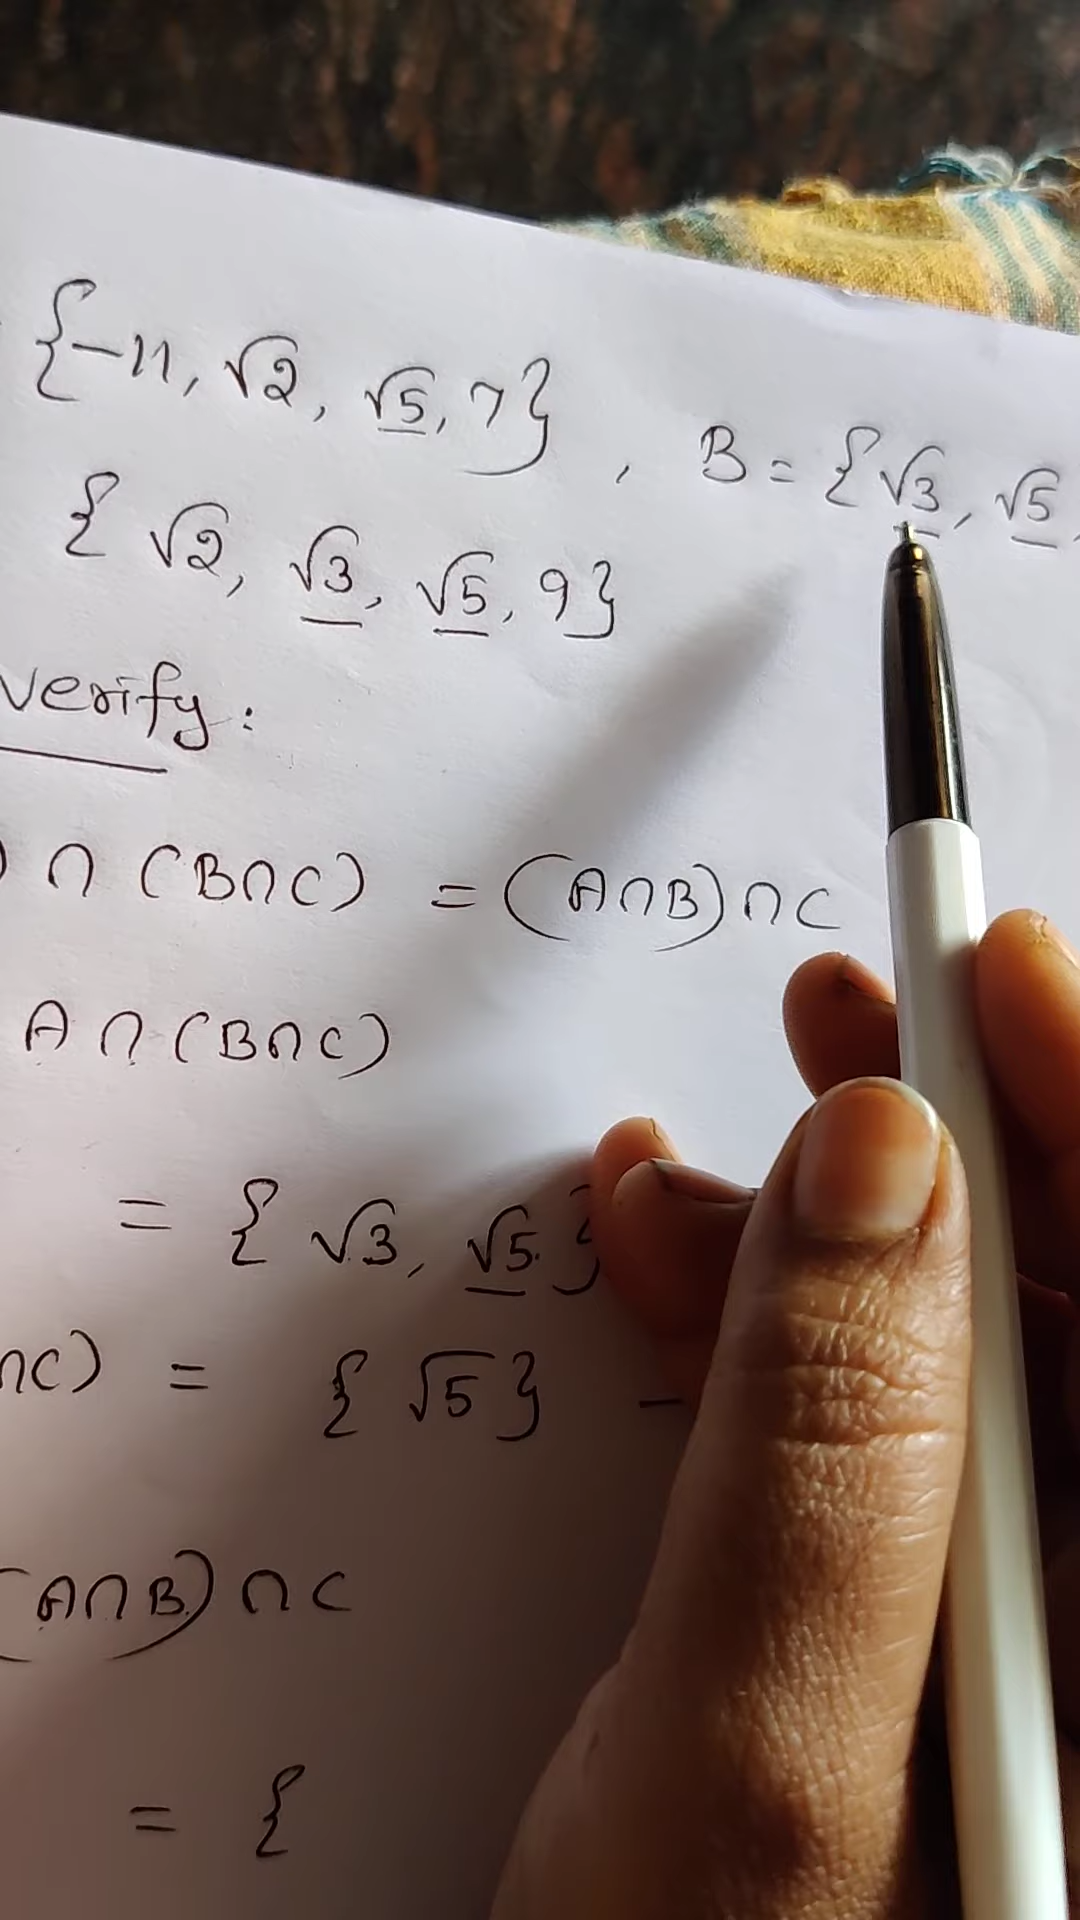 {-11, √2, √5, 7}, B = {√3, √5,
{ √2, √3, √5, 9}
verify:
) ∩ (B∩C) = (A∩B)∩C
A ∩ (B∩C)
= { √3, √5 }
∩C) = { √5 } -
(A∩B) ∩ C
= {